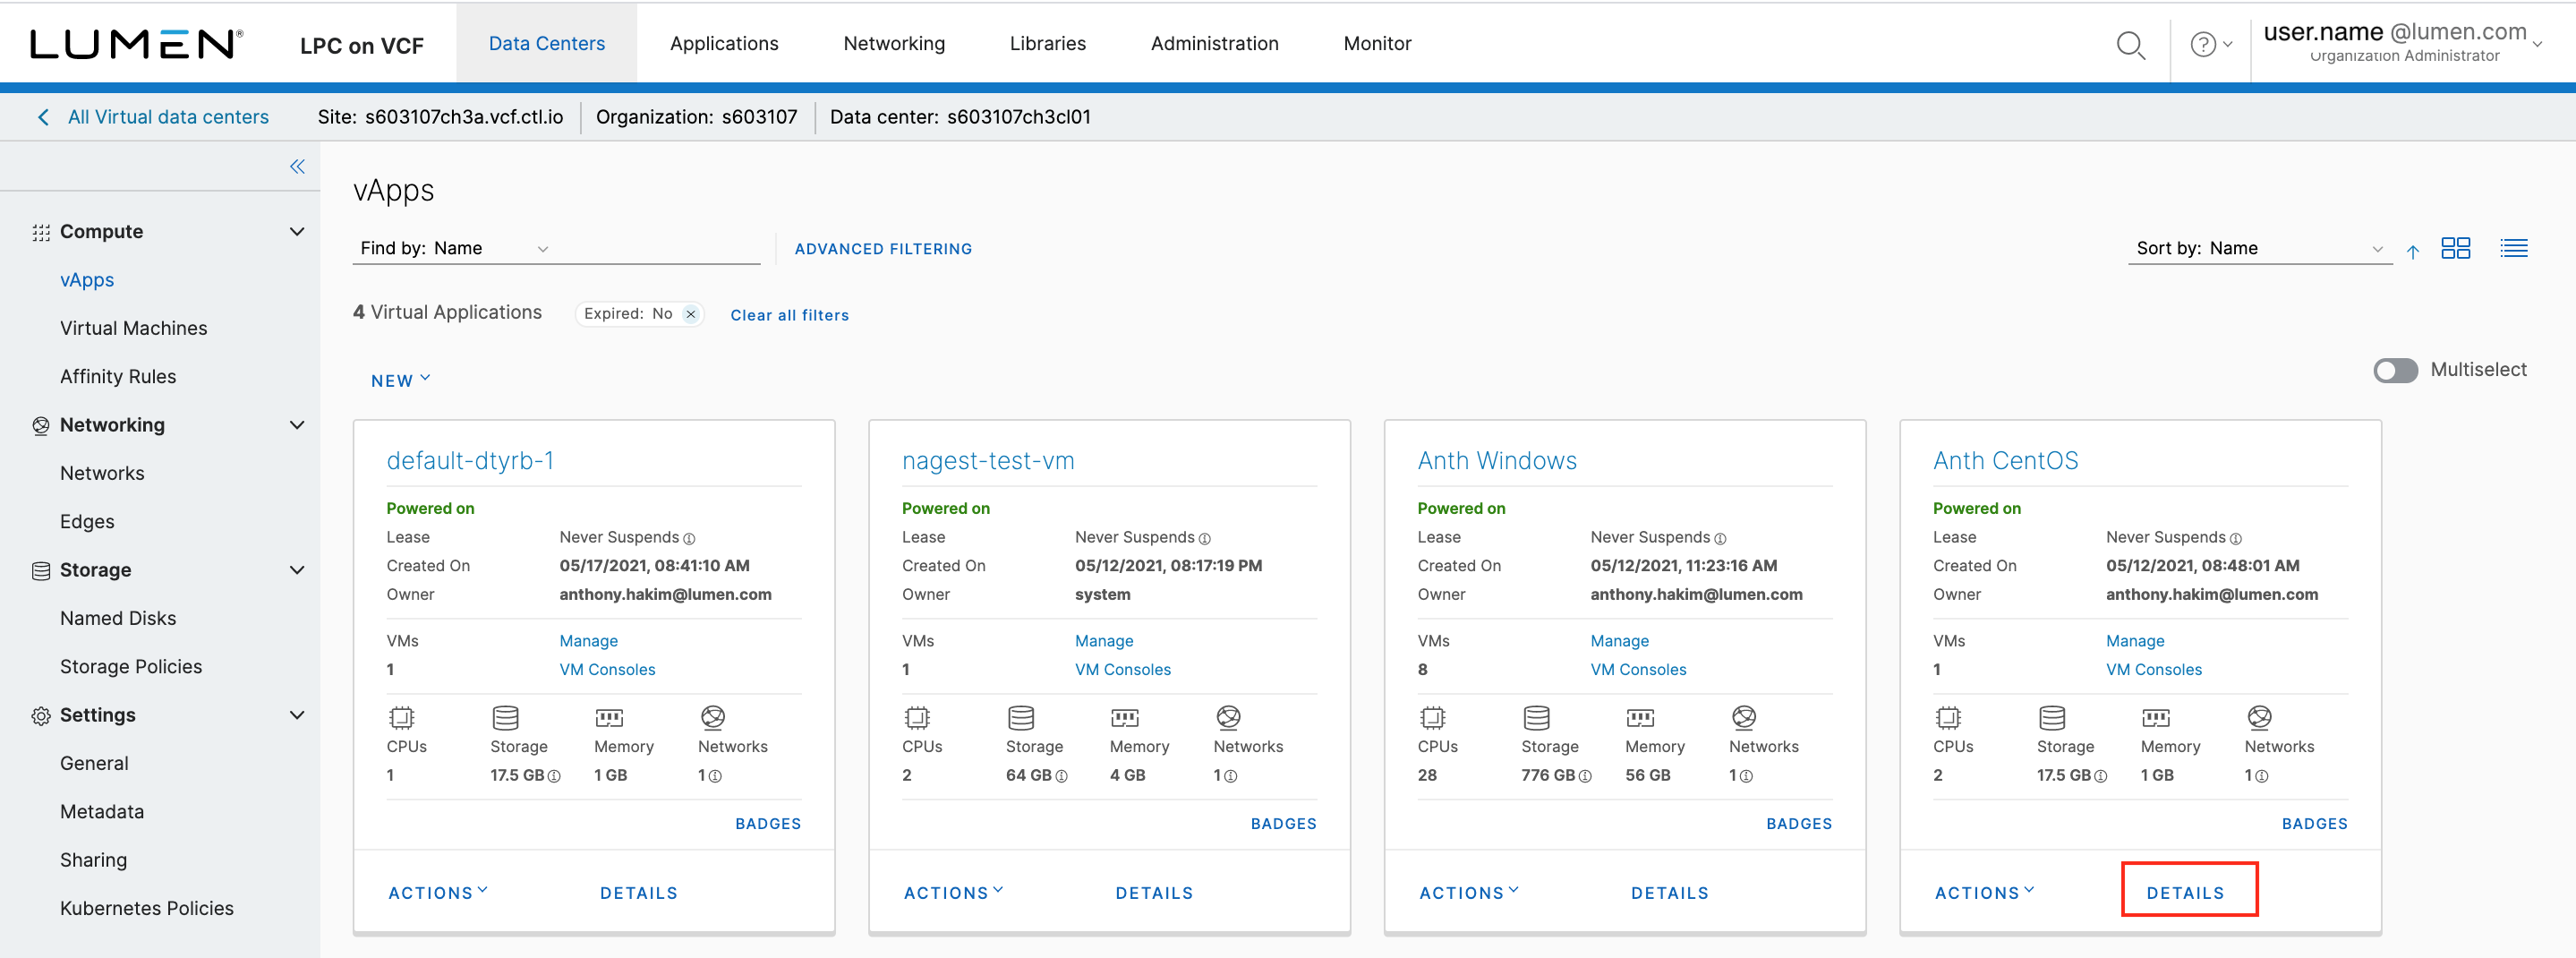 LUMEN®
LPC on VCF
Data Centers
Applications
Networking
Libraries
Administration
Monitor
user.name @lumen.com
Organization Administrator
All Virtual data centers
Site: s603107ch3a.vcf.ctl.io
Organization: s603107
Data center: s603107ch3cl01
Compute
vApps
Virtual Machines
Affinity Rules
Networking
Networks
Edges
Storage
Named Disks
Storage Policies
Settings
General
Metadata
Sharing
Kubernetes Policies
vApps
Find by: Name
ADVANCED FILTERING
Sort by: Name
4 Virtual Applications
Expired: No
Clear all filters
NEW
Multiselect
default-dtyrb-1
Powered on
Lease Never Suspends
Created On 05/17/2021, 08:41:10 AM
Owner anthony.hakim@lumen.com
VMs Manage
1 VM Consoles
CPUs Storage Memory Networks
1 17.5 GB 1 GB 1
BADGES
ACTIONS DETAILS
nagest-test-vm
Powered on
Lease Never Suspends
Created On 05/12/2021, 08:17:19 PM
Owner system
VMs Manage
1 VM Consoles
CPUs Storage Memory Networks
2 64 GB 4 GB 1
BADGES
ACTIONS DETAILS
Anth Windows
Powered on
Lease Never Suspends
Created On 05/12/2021, 11:23:16 AM
Owner anthony.hakim@lumen.com
VMs Manage
8 VM Consoles
CPUs Storage Memory Networks
28 776 GB 56 GB 1
BADGES
ACTIONS DETAILS
Anth CentOS
Powered on
Lease Never Suspends
Created On 05/12/2021, 08:48:01 AM
Owner anthony.hakim@lumen.com
VMs Manage
1 VM Consoles
CPUs Storage Memory Networks
2 17.5 GB 1 GB 1
BADGES
ACTIONS DETAILS